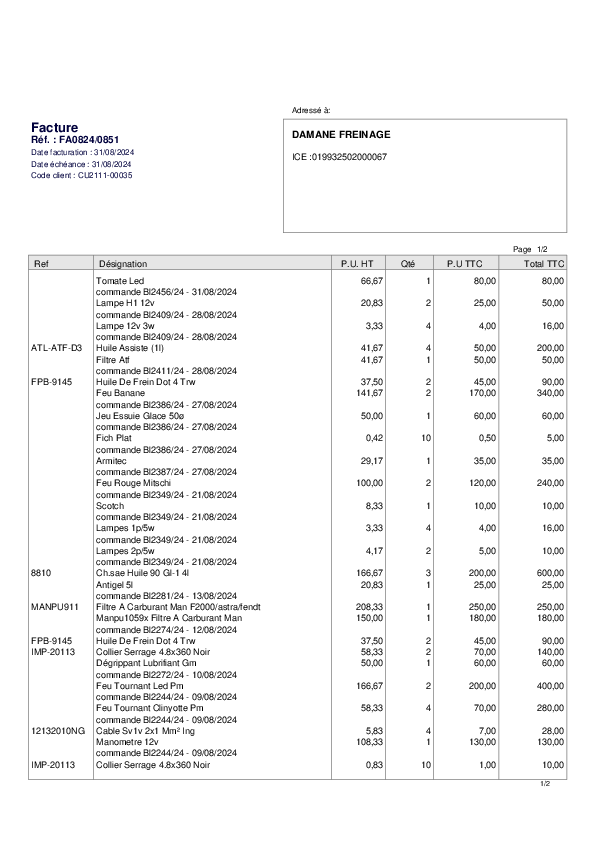 Adressé à:
Facture
Réf. : FA0824/0851
Date facturation : 31/08/2024
Date échéance : 31/08/2024
Code client : CU2111-00035
DAMANE FREINAGE
ICE :019932502000067
Page 1/2
Ref Désignation P.U. HT Qté P.U TTC Total TTC
Tomate Led 66,67 1 80,00 80,00
commande Bl2456/24 - 31/08/2024
Lampe H1 12v 20,83 2 25,00 50,00
commande Bl2409/24 - 28/08/2024
Lampe 12v 3w 3,33 4 4,00 16,00
commande Bl2409/24 - 28/08/2024
ATL-ATF-D3 Huile Assiste (1l) 41,67 4 50,00 200,00
Filtre Atf 41,67 1 50,00 50,00
commande Bl2411/24 - 28/08/2024
FPB-9145 Huile De Frein Dot 4 Trw 37,50 2 45,00 90,00
Feu Banane 141,67 2 170,00 340,00
commande Bl2386/24 - 27/08/2024
Jeu Essuie Glace 50ø 50,00 1 60,00 60,00
commande Bl2386/24 - 27/08/2024
Fich Plat 0,42 10 0,50 5,00
commande Bl2386/24 - 27/08/2024
Armitec 29,17 1 35,00 35,00
commande Bl2387/24 - 27/08/2024
Feu Rouge Mitschi 100,00 2 120,00 240,00
commande Bl2349/24 - 21/08/2024
Scotch 8,33 1 10,00 10,00
commande Bl2349/24 - 21/08/2024
Lampes 1p/5w 3,33 4 4,00 16,00
commande Bl2349/24 - 21/08/2024
Lampes 2p/5w 4,17 2 5,00 10,00
commande Bl2349/24 - 21/08/2024
8810 Ch.sae Huile 90 Gl-1 4l 166,67 3 200,00 600,00
Antigel 5l 20,83 1 25,00 25,00
commande Bl2281/24 - 13/08/2024
MANPU911 Filtre A Carburant Man F2000/astra/fendt 208,33 1 250,00 250,00
Manpu1059x Filtre A Carburant Man 150,00 1 180,00 180,00
commande Bl2274/24 - 12/08/2024
FPB-9145 Huile De Frein Dot 4 Trw 37,50 2 45,00 90,00
IMP-20113 Collier Serrage 4.8x360 Noir 58,33 2 70,00 140,00
Dégrippant Lubrifiant Gm 50,00 1 60,00 60,00
commande Bl2272/24 - 10/08/2024
Feu Tournant Led Pm 166,67 2 200,00 400,00
commande Bl2244/24 - 09/08/2024
Feu Tournant Clinyotte Pm 58,33 4 70,00 280,00
commande Bl2244/24 - 09/08/2024
12132010NG Cable Sv1v 2x1 Mm² Ing 5,83 4 7,00 28,00
Manometre 12v 108,33 1 130,00 130,00
commande Bl2244/24 - 09/08/2024
IMP-20113 Collier Serrage 4.8x360 Noir 0,83 10 1,00 10,00
1/2